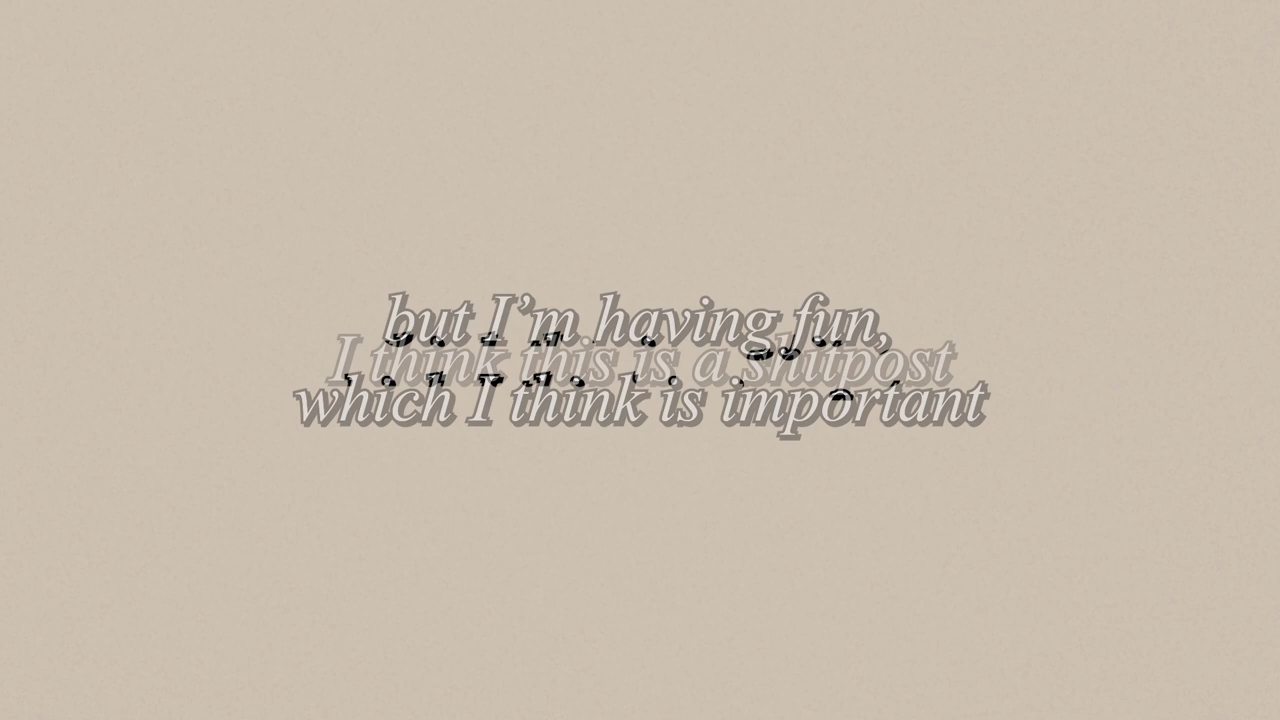 but I’m having fun,
I think this is a shitpost
which I think is important